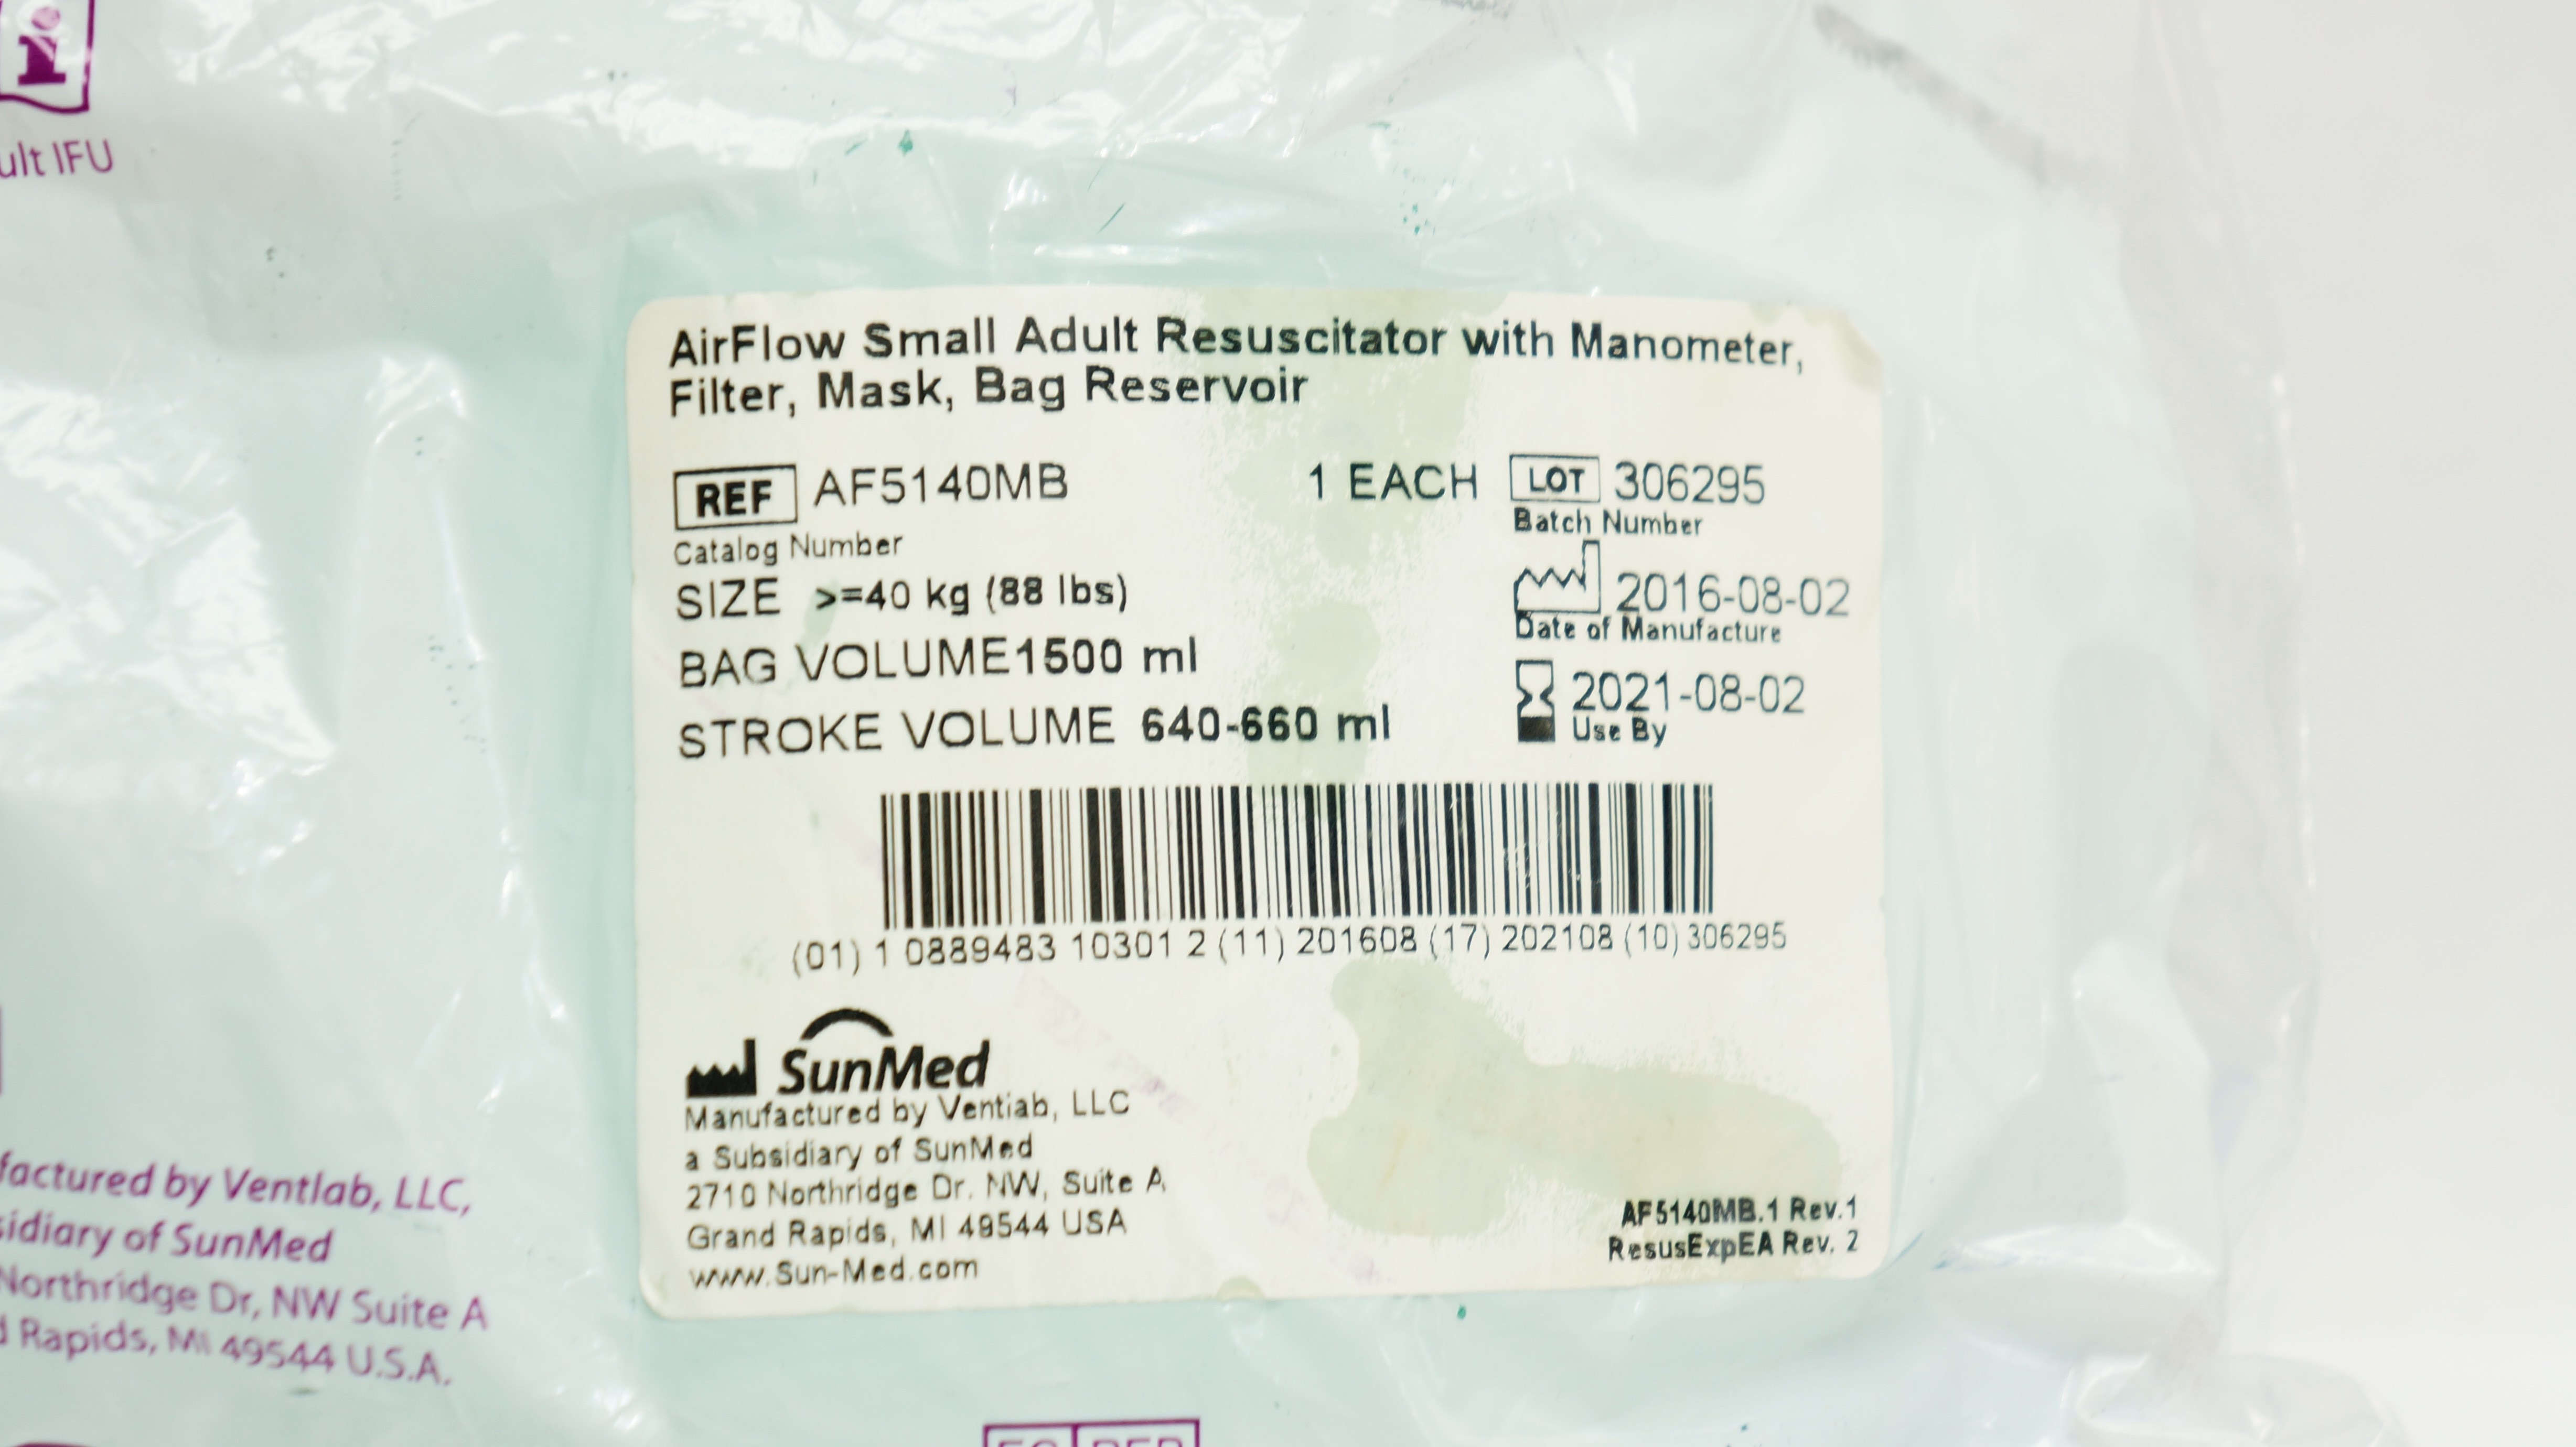 i
ult IFU
AirFlow Small Adult Resuscitator with Manometer,
Filter, Mask, Bag Reservoir
REF AF5140MB 1 EACH LOT 306295
Catalog Number Batch Number
SIZE >=40 kg (88 lbs) 2016-08-02
Date of Manufacture
BAG VOLUME1500 ml 2021-08-02
STROKE VOLUME 640-660 ml Use By
(01) 1 0889483 10301 2 (11) 201608 (17) 202108 (10) 306295
SunMed
Manufactured by Ventiab, LLC
a Subsidiary of SunMed
2710 Northridge Dr. NW, Suite A
Grand Rapids, MI 49544 USA
www.Sun-Med.com
AF5140MB.1 Rev.1
ResusExpEA Rev. 2
factured by Ventlab, LLC,
sidiary of SunMed
Northridge Dr, NW Suite A
d Rapids, MI 49544 U.S.A.
EC REP